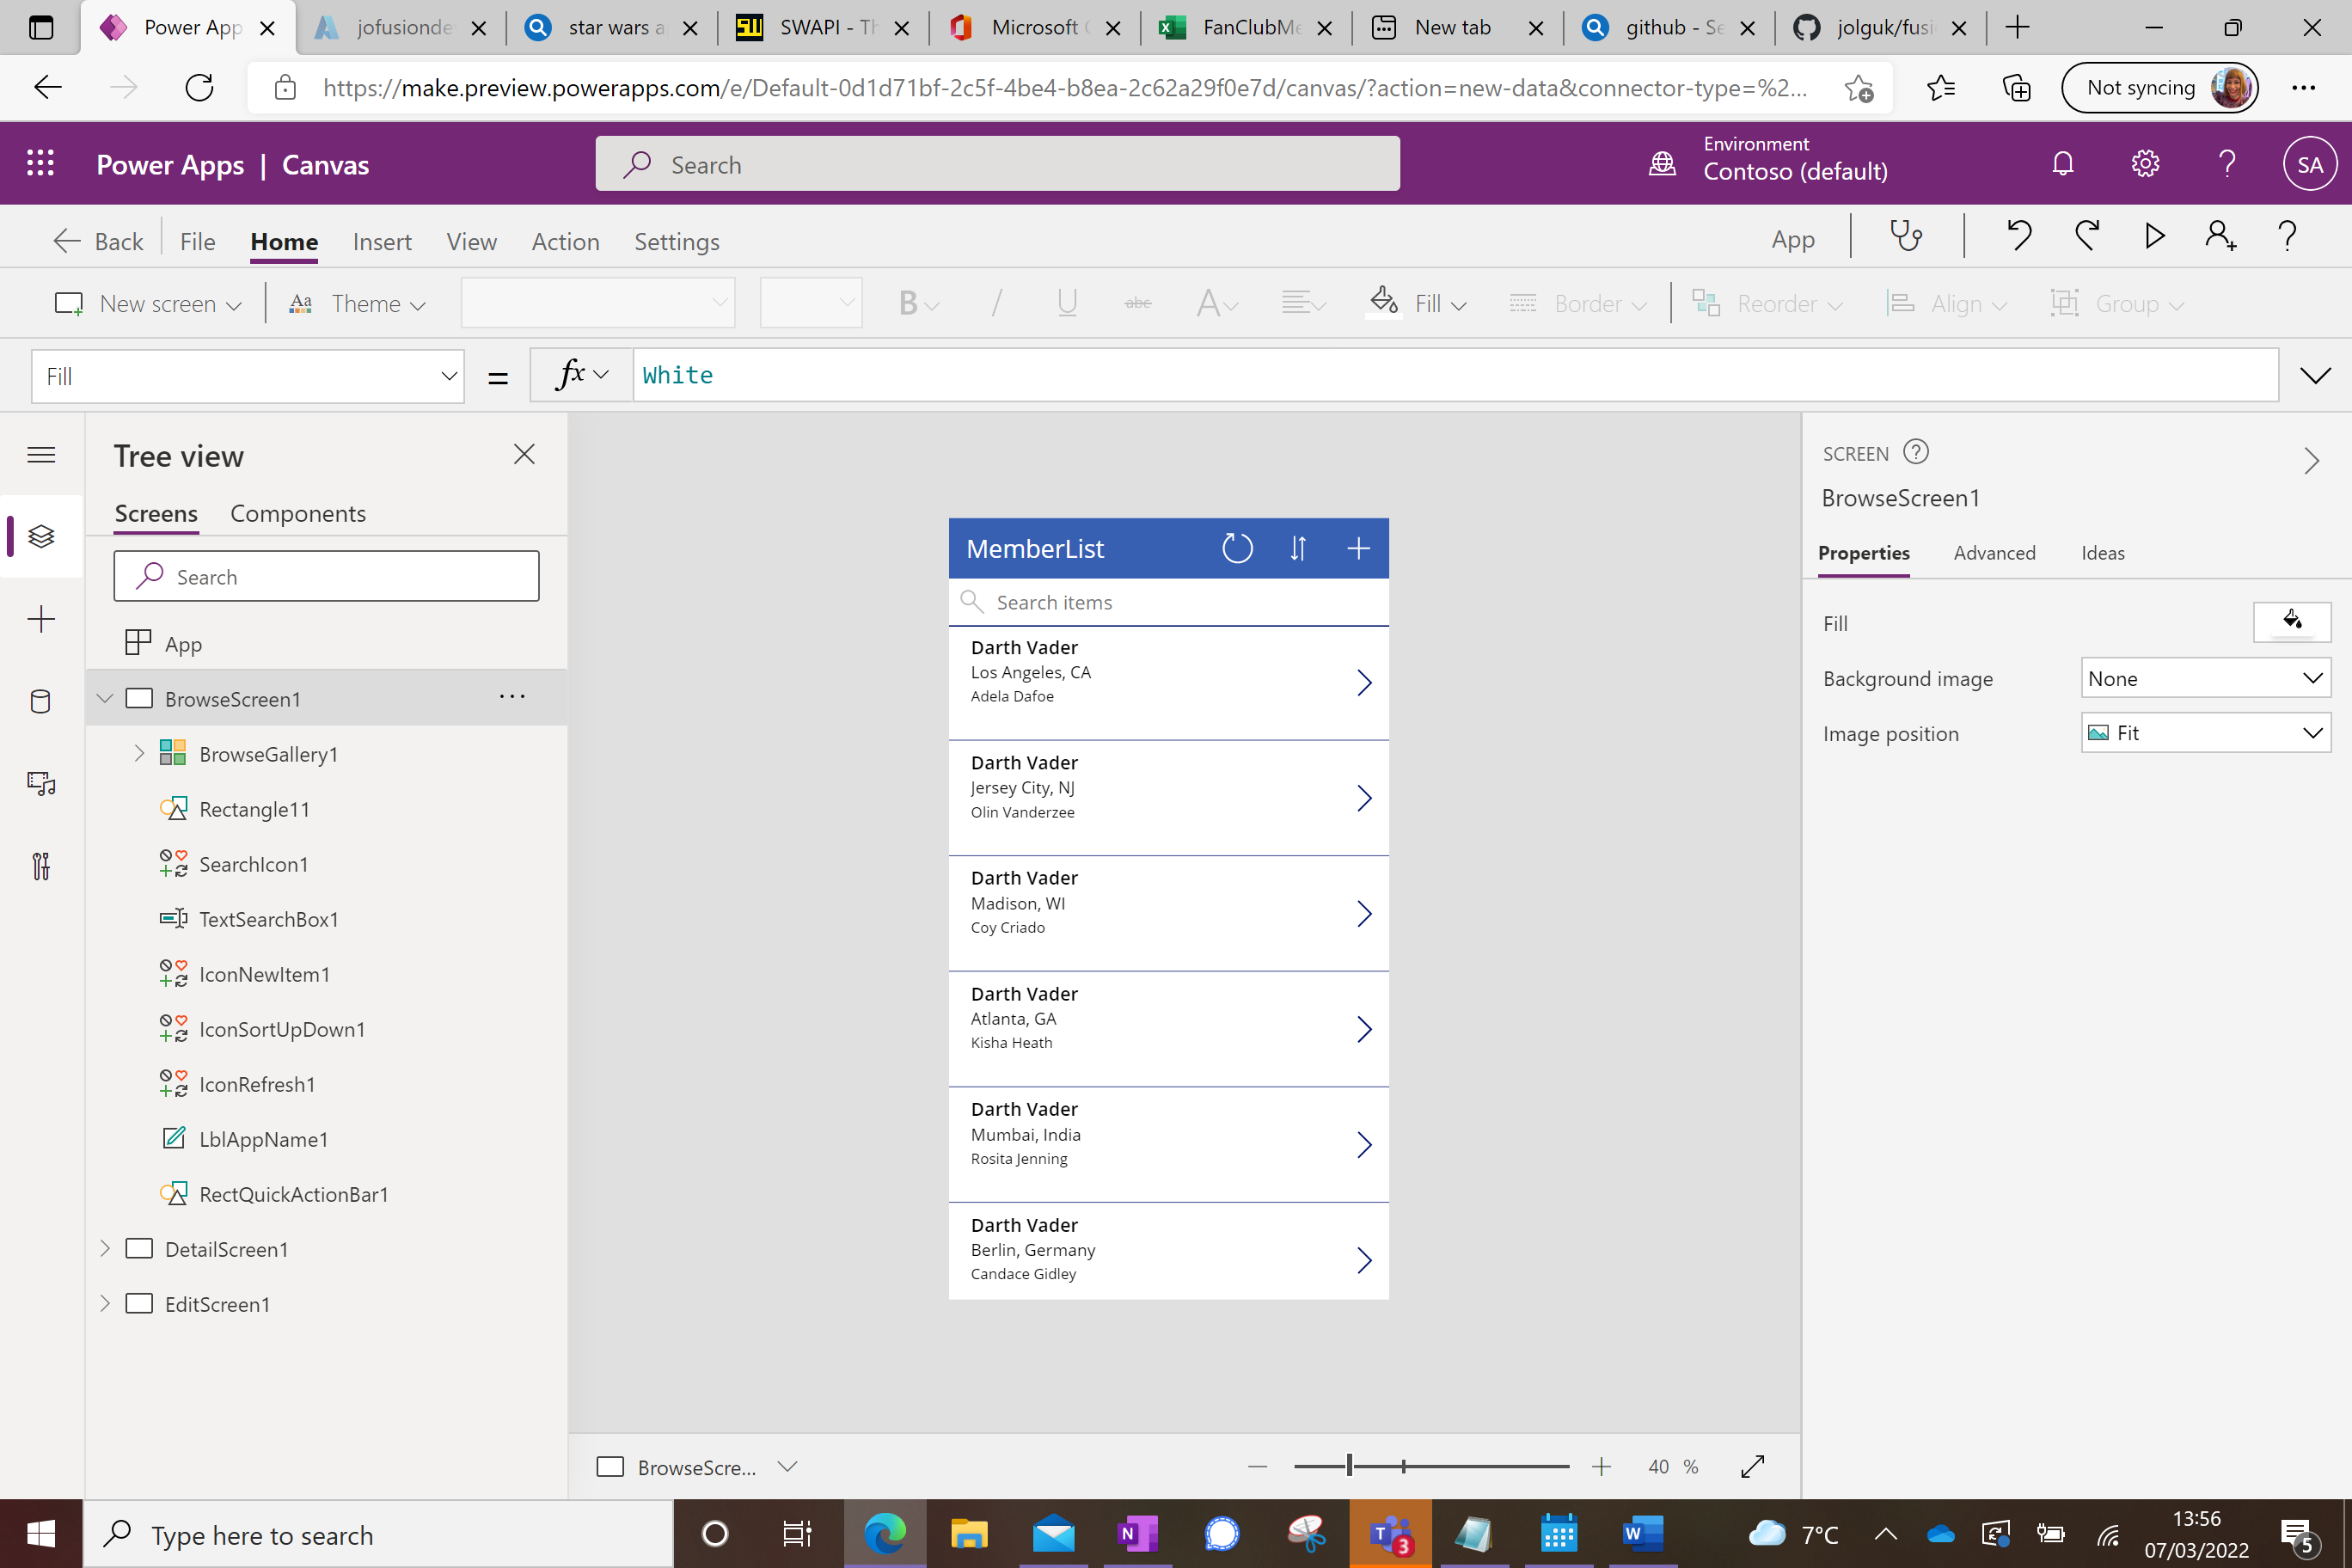 Power App
jofusionde
star wars a
SWAPI - Th
Microsoft
FanClubMe
New tab
github - Se
jolguk/fusi
https://make.preview.powerapps.com/e/Default-0d1d71bf-2c5f-4be4-b8ea-2c62a29f0e7d/canvas/?action=new-data&connector-type=%2...
Not syncing
Power Apps | Canvas
Search
Environment
Contoso (default)
SA
Back
File
Home
Insert
View
Action
Settings
App
New screen
Theme
B
I
U
abc
A
Fill
Border
Reorder
Align
Group
Fill
=
fx
White
Tree view
Screens
Components
Search
App
BrowseScreen1
BrowseGallery1
Rectangle11
SearchIcon1
TextSearchBox1
IconNewItem1
IconSortUpDown1
IconRefresh1
LblAppName1
RectQuickActionBar1
DetailScreen1
EditScreen1
MemberList
Search items
Darth Vader
Los Angeles, CA
Adela Dafoe
Darth Vader
Jersey City, NJ
Olin Vanderzee
Darth Vader
Madison, WI
Coy Criado
Darth Vader
Atlanta, GA
Kisha Heath
Darth Vader
Mumbai, India
Rosita Jenning
Darth Vader
Berlin, Germany
Candace Gidley
SCREEN
BrowseScreen1
Properties
Advanced
Ideas
Fill
Background image
None
Image position
Fit
BrowseScre...
40 %
Type here to search
3
7°C
13:56
07/03/2022
5